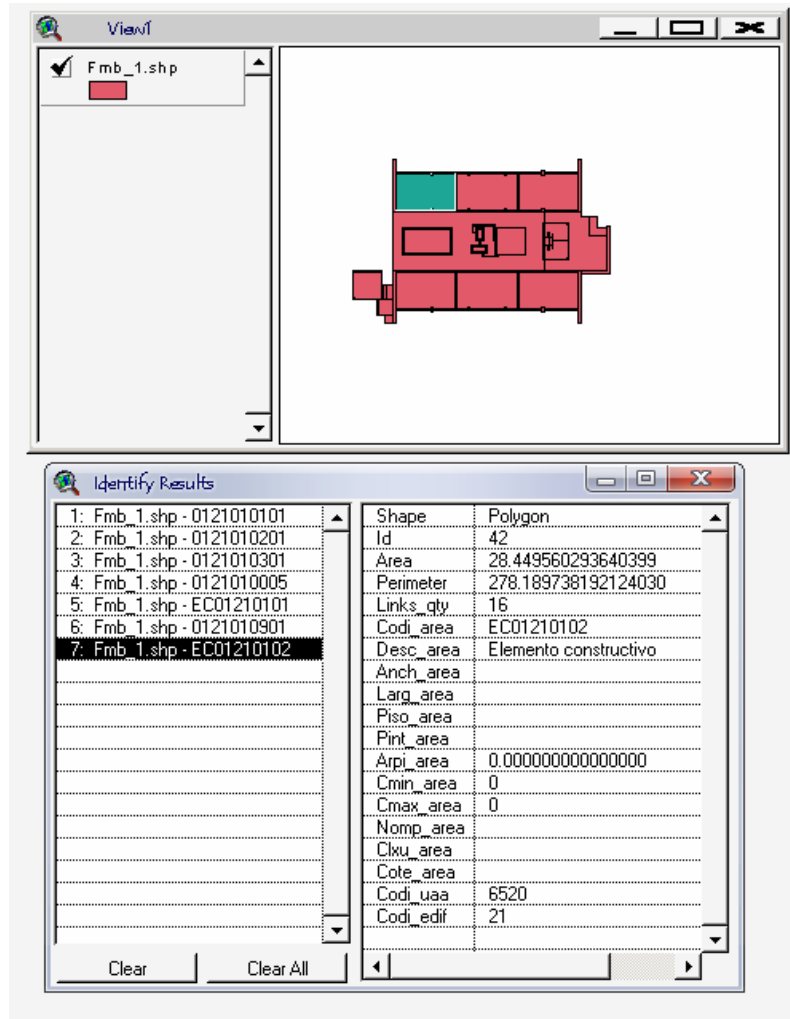 View1
Fmb_1.shp
Identify Results
1: Fmb_1.shp - 0121010101
2: Fmb_1.shp - 0121010201
3: Fmb_1.shp - 0121010301
4: Fmb_1.shp - 0121010005
5: Fmb_1.shp - EC01210101
6: Fmb_1.shp - 0121010901
7: Fmb_1.shp - EC01210102
Shape Polygon
Id 42
Area 28.449560293640399
Perimeter 278.189738192124030
Links_qty 16
Codi_area EC01210102
Desc_area Elemento constructivo
Anch_area
Larg_area
Piso_area
Pint_area
Arpi_area 0.000000000000000
Cmin_area 0
Cmax_area 0
Nomp_area
Clxu_area
Cote_area
Codi_uaa 6520
Codi_edif 21
Clear Clear All